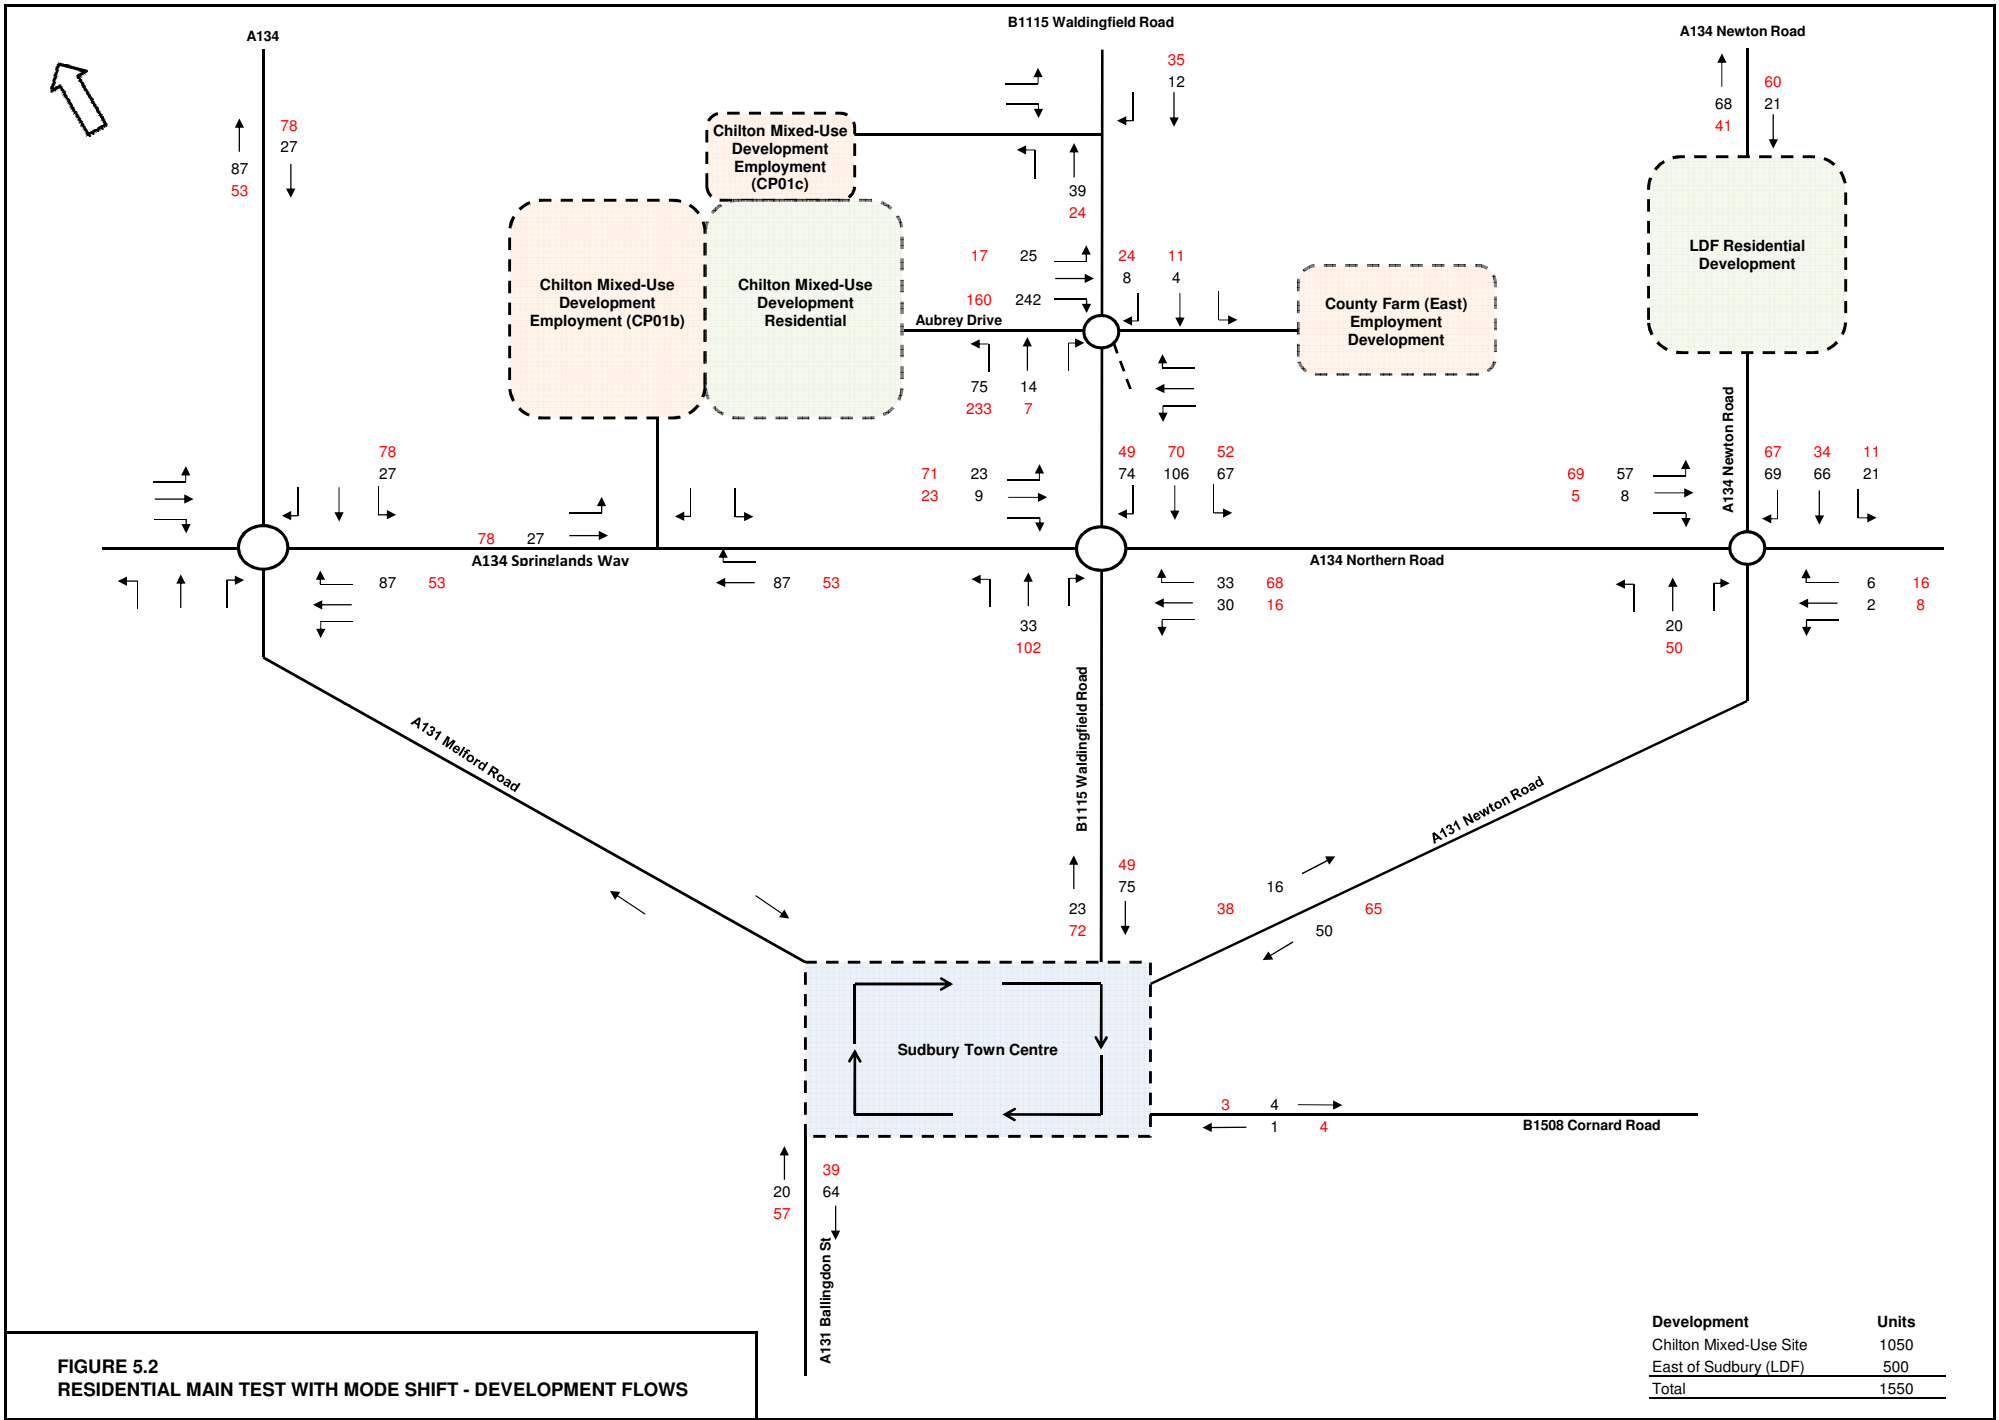 B1115 Waldingfield Road
A134
A134 Newton Road
35
12
60
68 21
41
78
27
87
53
Chilton Mixed-Use
Development
Employment
(CP01c)
39
24
LDF Residential
Development
17 25 24 11
8 4
160 242
Aubrey Drive
Chilton Mixed-Use
Development
Employment (CP01b)
Chilton Mixed-Use
Development
Residential
County Farm (East)
Employment
Development
75 14
233 7
A134 Newton Road
78
27
71 23
23 9
49 70 52
74 106 67
69 57
5 8
67 34 11
69 66 21
78 27
A134 Springlands Way
A134 Northern Road
87 53
87 53
33 68
30 16
6 16
2 8
33
102
20
50
B1115 Waldingfield Road
A131 Melford Road
A131 Newton Road
49
75
23
72
16
38 65
50
Sudbury Town Centre
3 4
1 4
B1508 Cornard Road
39
20 64
57
A131 Ballingdon St
Development Units
Chilton Mixed-Use Site 1050
East of Sudbury (LDF) 500
Total 1550
FIGURE 5.2
RESIDENTIAL MAIN TEST WITH MODE SHIFT - DEVELOPMENT FLOWS